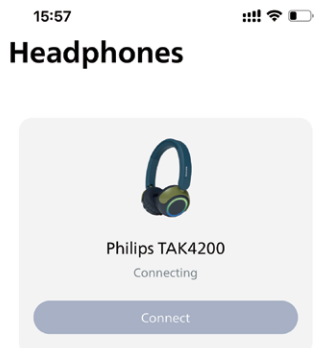 15:57
Headphones
Philips TAK4200
Connecting
Connect